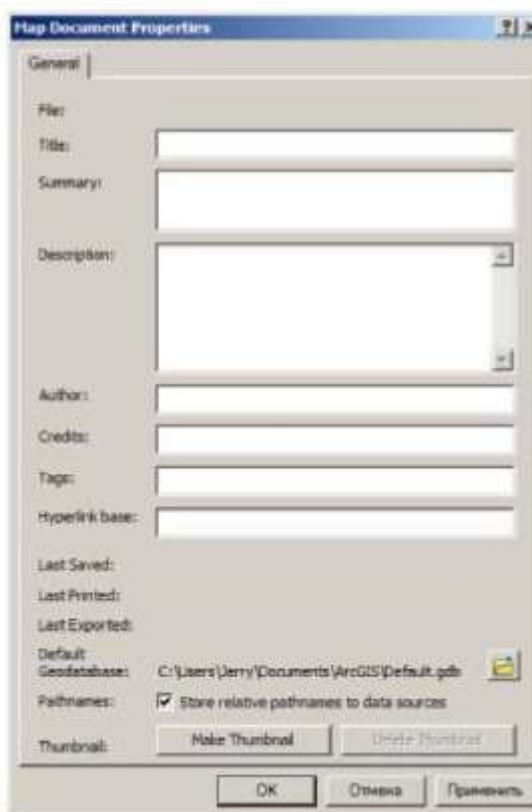 Map Document Properties
General
File:
Title:
Summary:
Description:
Author:
Credits:
Tags:
Hyperlink base:
Last Saved:
Last Printed:
Last Exported:
Default
Geodatabase: C:\Users\Jerry\Documents\ArcGIS\Default.gdb
Pathnames: Store relative pathnames to data sources
Thumbnail: Make Thumbnail Delete Thumbnail
OK Отмена Применить